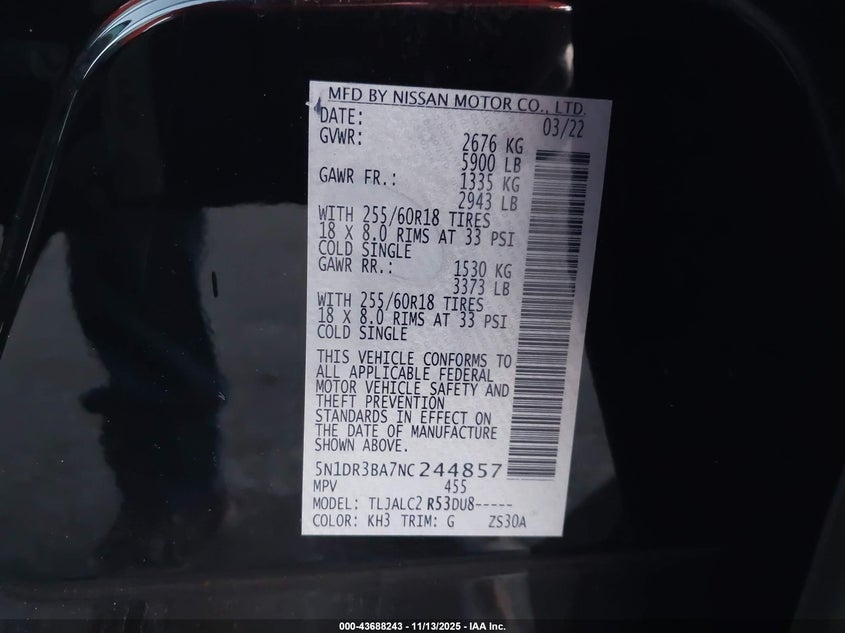 MFD BY NISSAN MOTOR CO., LTD.
DATE: 03/22
GVWR: 2676 KG
5900 LB
GAWR FR.: 1335 KG
2943 LB
WITH 255/60R18 TIRES
18 X 8.0 RIMS AT 33 PSI
COLD SINGLE
GAWR RR.: 1530 KG
3373 LB
WITH 255/60R18 TIRES
18 X 8.0 RIMS AT 33 PSI
COLD SINGLE
THIS VEHICLE CONFORMS TO
ALL APPLICABLE FEDERAL
MOTOR VEHICLE SAFETY AND
THEFT PREVENTION
STANDARDS IN EFFECT ON
THE DATE OF MANUFACTURE
SHOWN ABOVE.
5N1DR3BA7NC244857
MPV 455
MODEL: TLJALC2 R53DU8-----
COLOR: KH3 TRIM: G ZS30A
000-43688243 - 11/13/2025 - IAA Inc.